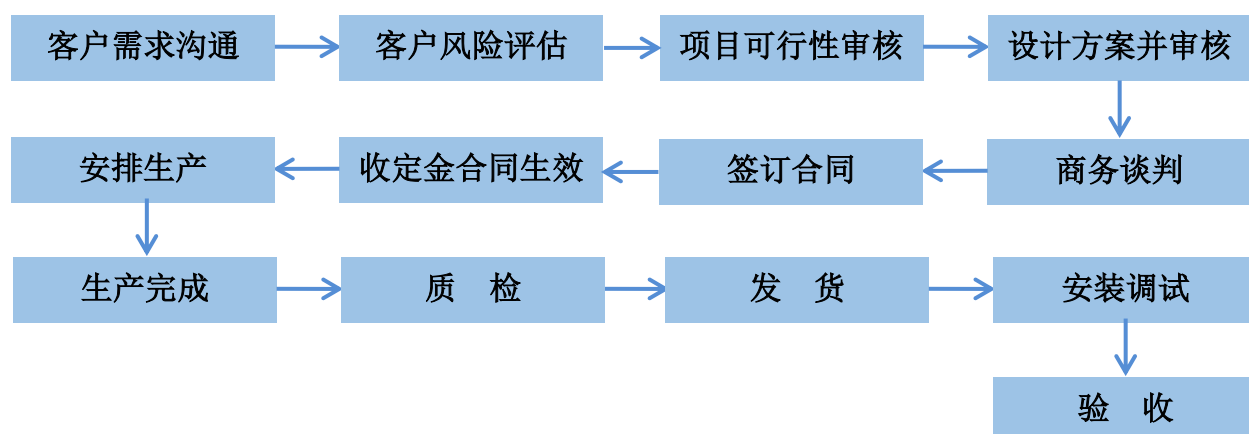 客户需求沟通
客户风险评估
项目可行性审核
设计方案并审核
安排生产
收定金合同生效
签订合同
商务谈判
生产完成
质 检
发 货
安装调试
验 收